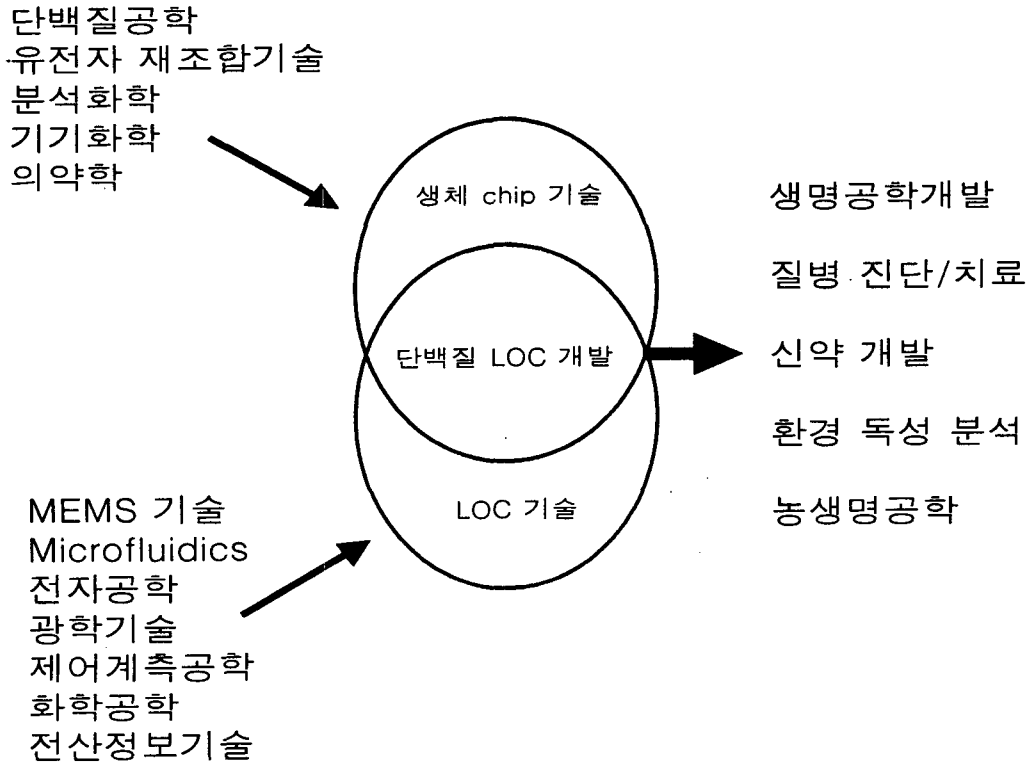 단백질공학
유전자 재조합기술
분석화학
기기화학
의약학
생체 chip 기술
단백질 LOC 개발
LOC 기술
MEMS 기술
Microfluidics
전자공학
광학기술
제어계측공학
화학공학
전산정보기술
생명공학개발
질병 진단/치료
신약 개발
환경 독성 분석
농생명공학